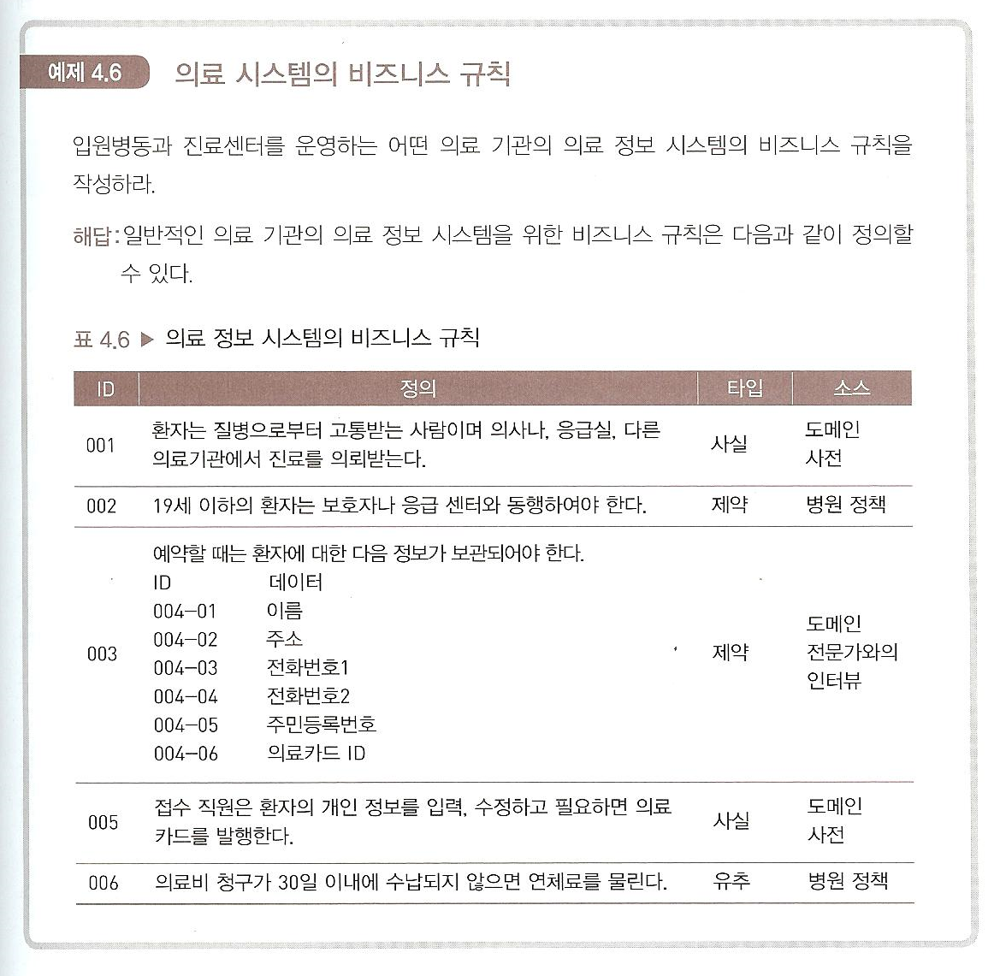 예제 4.6 의료 시스템의 비즈니스 규칙
입원병동과 진료센터를 운영하는 어떤 의료 기관의 의료 정보 시스템의 비즈니스 규칙을
작성하라.
해답:일반적인 의료 기관의 의료 정보 시스템을 위한 비즈니스 규칙은 다음과 같이 정의할
수 있다.
표 4.6 ▶ 의료 정보 시스템의 비즈니스 규칙
ID 정의 타입 소스
001 환자는 질병으로부터 고통받는 사람이며 의사나, 응급실, 다른
의료기관에서 진료를 의뢰받는다.
사실
도메인
사전
002 19세 이하의 환자는 보호자나 응급 센터와 동행하여야 한다. 제약 병원 정책
003
예약할 때는 환자에 대한 다음 정보가 보관되어야 한다.
ID 데이터
004-01 이름
004-02 주소
004-03 전화번호1
004-04 전화번호2
004-05 주민등록번호
004-06 의료카드 ID
제약
도메인
전문가와의
인터뷰
005 접수 직원은 환자의 개인 정보를 입력, 수정하고 필요하면 의료
카드를 발행한다.
사실
도메인
사전
006 의료비 청구가 30일 이내에 수납되지 않으면 연체료를 물린다. 유추 병원 정책